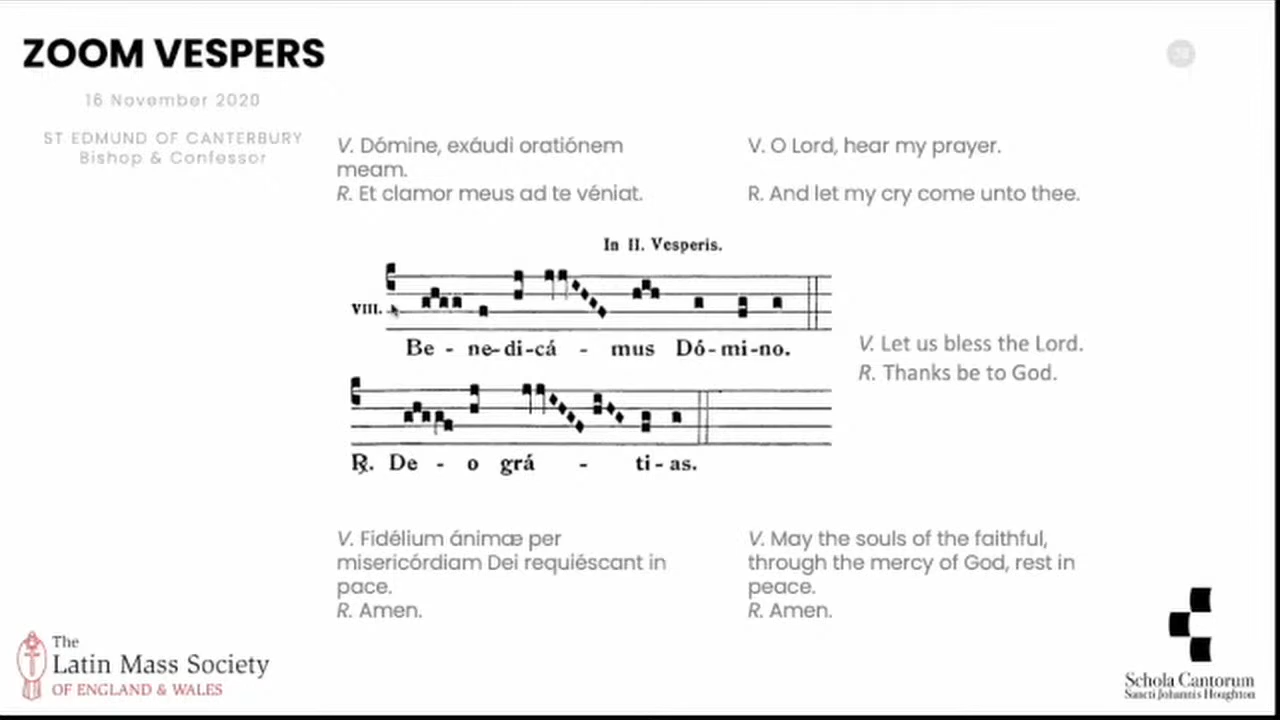 ZOOM VESPERS
16 November 2020
ST EDMUND OF CANTERBURY
Bishop & Confessor
V. Dómine, exáudi oratiónem
meam.
R. Et clamor meus ad te véniat.
V. O Lord, hear my prayer.
R. And let my cry come unto thee.
In II. Vesperis.
VIII.
Be - ne-di-cá - mus Dó-mi-no.
℟. De - o grá - ti-as.
V. Let us bless the Lord.
R. Thanks be to God.
V. Fidélium ánimæ per
misericórdiam Dei requiéscant in
pace.
R. Amen.
V. May the souls of the faithful,
through the mercy of God, rest in
peace.
R. Amen.
The
Latin Mass Society
OF ENGLAND & WALES
Schola Cantorum
Sancti Johannis Houghton